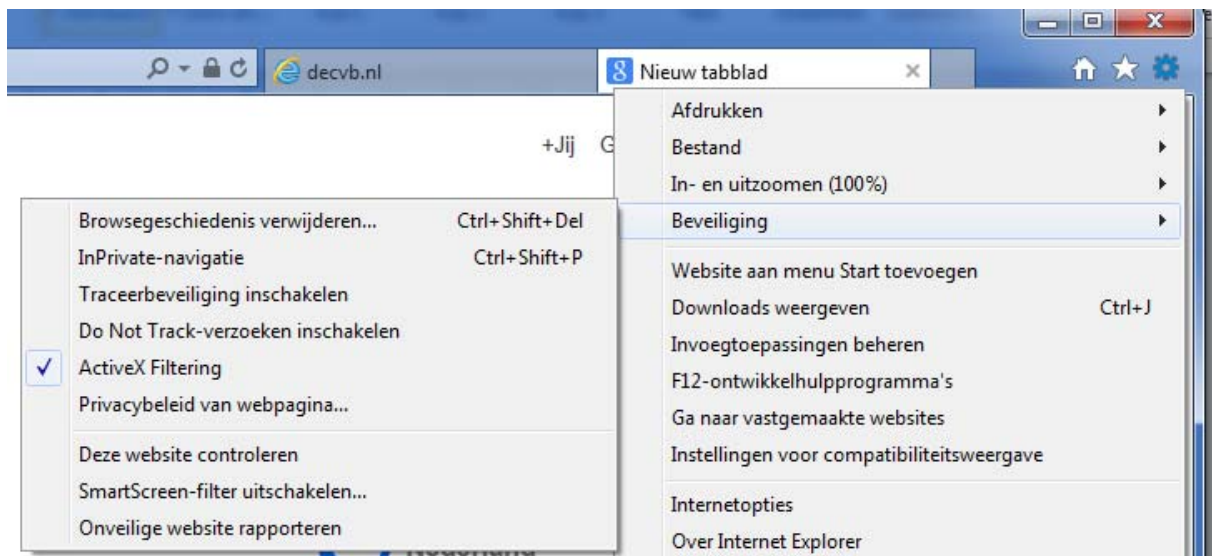 decvb.nl
Nieuw tabblad
+Jij
Afdrukken
Bestand
In- en uitzoomen (100%)
Beveiliging
Website aan menu Start toevoegen
Downloads weergeven Ctrl+J
Invoegtoepassingen beheren
F12-ontwikkelhulpprogramma's
Ga naar vastgemaakte websites
Instellingen voor compatibiliteitsweergave
Internetopties
Over Internet Explorer
Browsegeschiedenis verwijderen... Ctrl+Shift+Del
InPrivate-navigatie Ctrl+Shift+P
Traceerbeveiliging inschakelen
Do Not Track-verzoeken inschakelen
ActiveX Filtering
Privacybeleid van webpagina...
Deze website controleren
SmartScreen-filter uitschakelen...
Onveilige website rapporteren